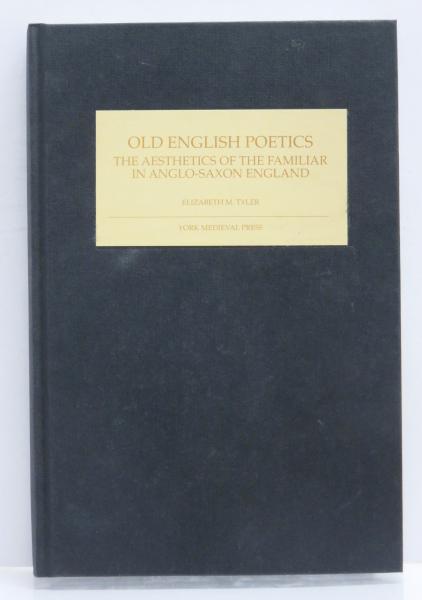 OLD ENGLISH POETICS
THE AESTHETICS OF THE FAMILIAR
IN ANGLO-SAXON ENGLAND
ELIZABETH M. TYLER
YORK MEDIEVAL PRESS